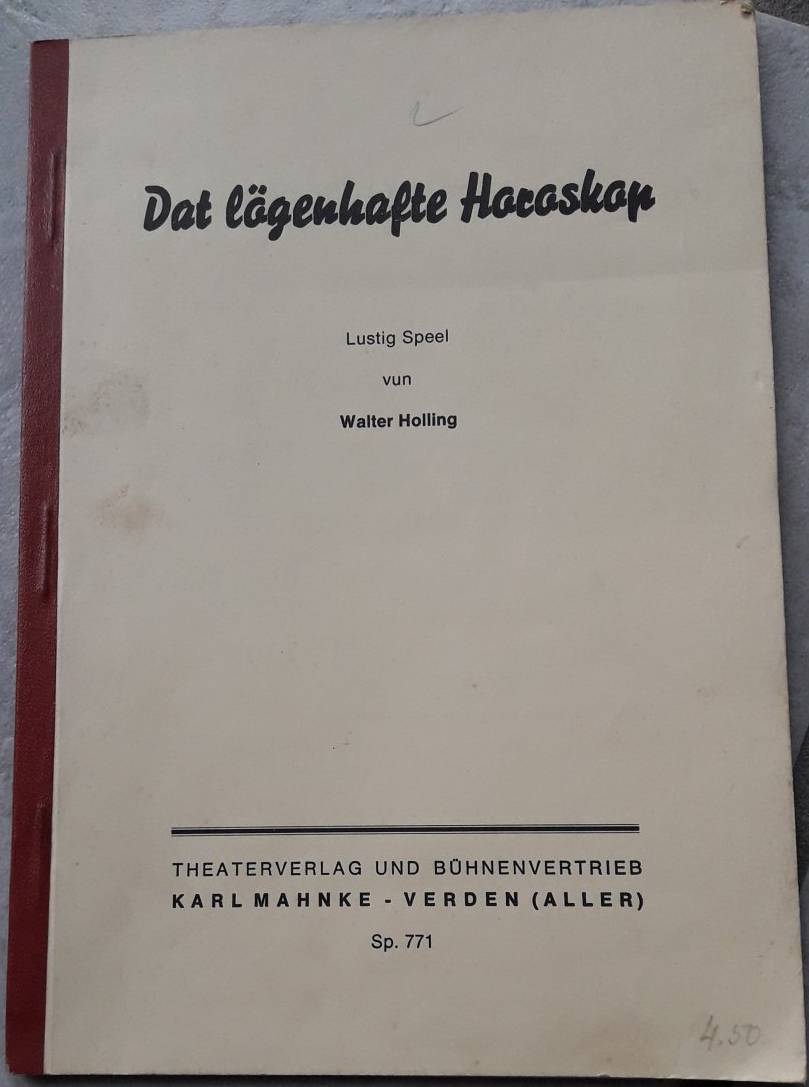 Dat lögenhafte Horoskop
Lustig Speel
vun
Walter Holling
THEATERVERLAG UND BÜHNENVERTRIEB
KARL MAHNKE - VERDEN (ALLER)
Sp. 771
4.50